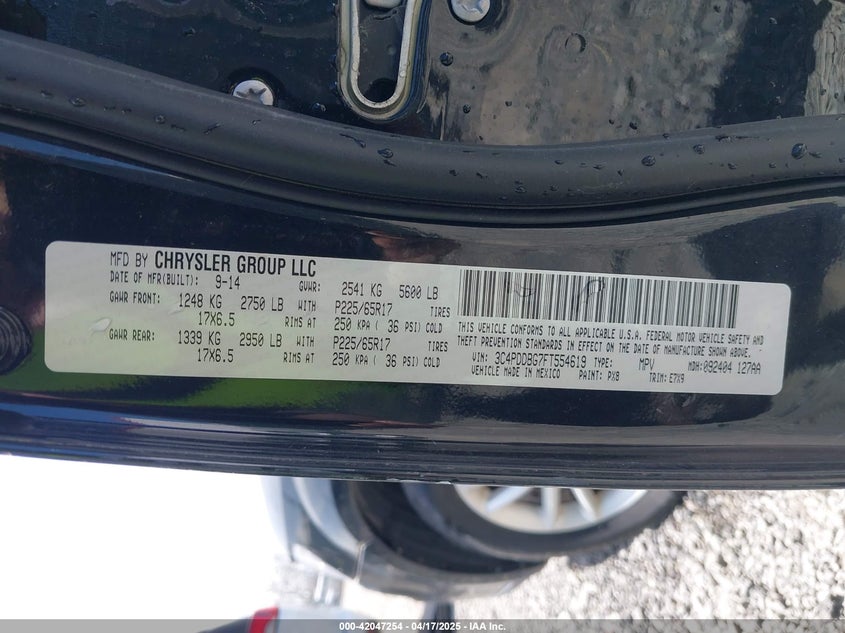 MFD BY CHRYSLER GROUP LLC
DATE OF MFR(BUILT): 9-14 GVWR: 2541 KG 5600 LB
GAWR FRONT: 1248 KG 2750 LB WITH P225/65R17 TIRES
17X6.5 RIMS AT 250 KPA ( 36 PSI) COLD
GAWR REAR: 1339 KG 2950 LB WITH P225/65R17 TIRES
17X6.5 RIMS AT 250 KPA ( 36 PSI) COLD
THIS VEHICLE CONFORMS TO ALL APPLICABLE U.S.A. FEDERAL MOTOR VEHICLE SAFETY AND
THEFT PREVENTION STANDARDS IN EFFECT ON THE DATE OF MANUFACTURE SHOWN ABOVE.
VIN: 3C4PDDBG7FT554619 TYPE: MPV MDH: 092404 127AA
VEHICLE MADE IN MEXICO PAINT: PX8 TRIM: E7X9
000-42047254 - 04/17/2025 - IAA Inc.